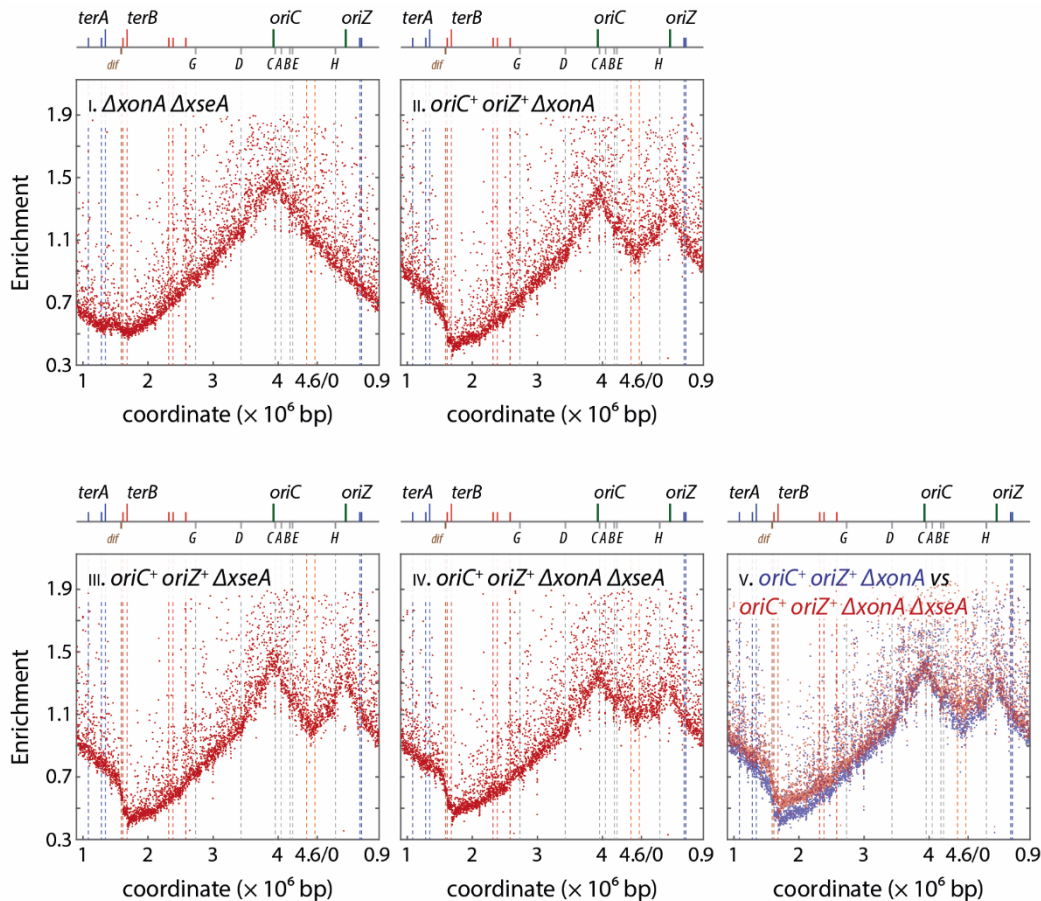 terA terB oriC oriZ
dif G D C A B E H
I. ΔxonA ΔxseA
1.9
1.5
1.1
0.7
0.3
Enrichment
1 2 3 4 4.6/0 0.9
coordinate (× 10⁶ bp)
terA terB oriC oriZ
dif G D C A B E H
II. oriC⁺ oriZ⁺ ΔxonA
1 2 3 4 4.6/0 0.9
coordinate (× 10⁶ bp)
terA terB oriC oriZ
dif G D C A B E H
III. oriC⁺ oriZ⁺ ΔxseA
1.9
1.5
1.1
0.7
0.3
Enrichment
1 2 3 4 4.6/0 0.9
coordinate (× 10⁶ bp)
terA terB oriC oriZ
dif G D C A B E H
IV. oriC⁺ oriZ⁺ ΔxonA ΔxseA
1 2 3 4 4.6/0 0.9
coordinate (× 10⁶ bp)
terA terB oriC oriZ
dif G D C A B E H
V. oriC⁺ oriZ⁺ ΔxonA vs
oriC⁺ oriZ⁺ ΔxonA ΔxseA
1 2 3 4 4.6/0 0.9
coordinate (× 10⁶ bp)